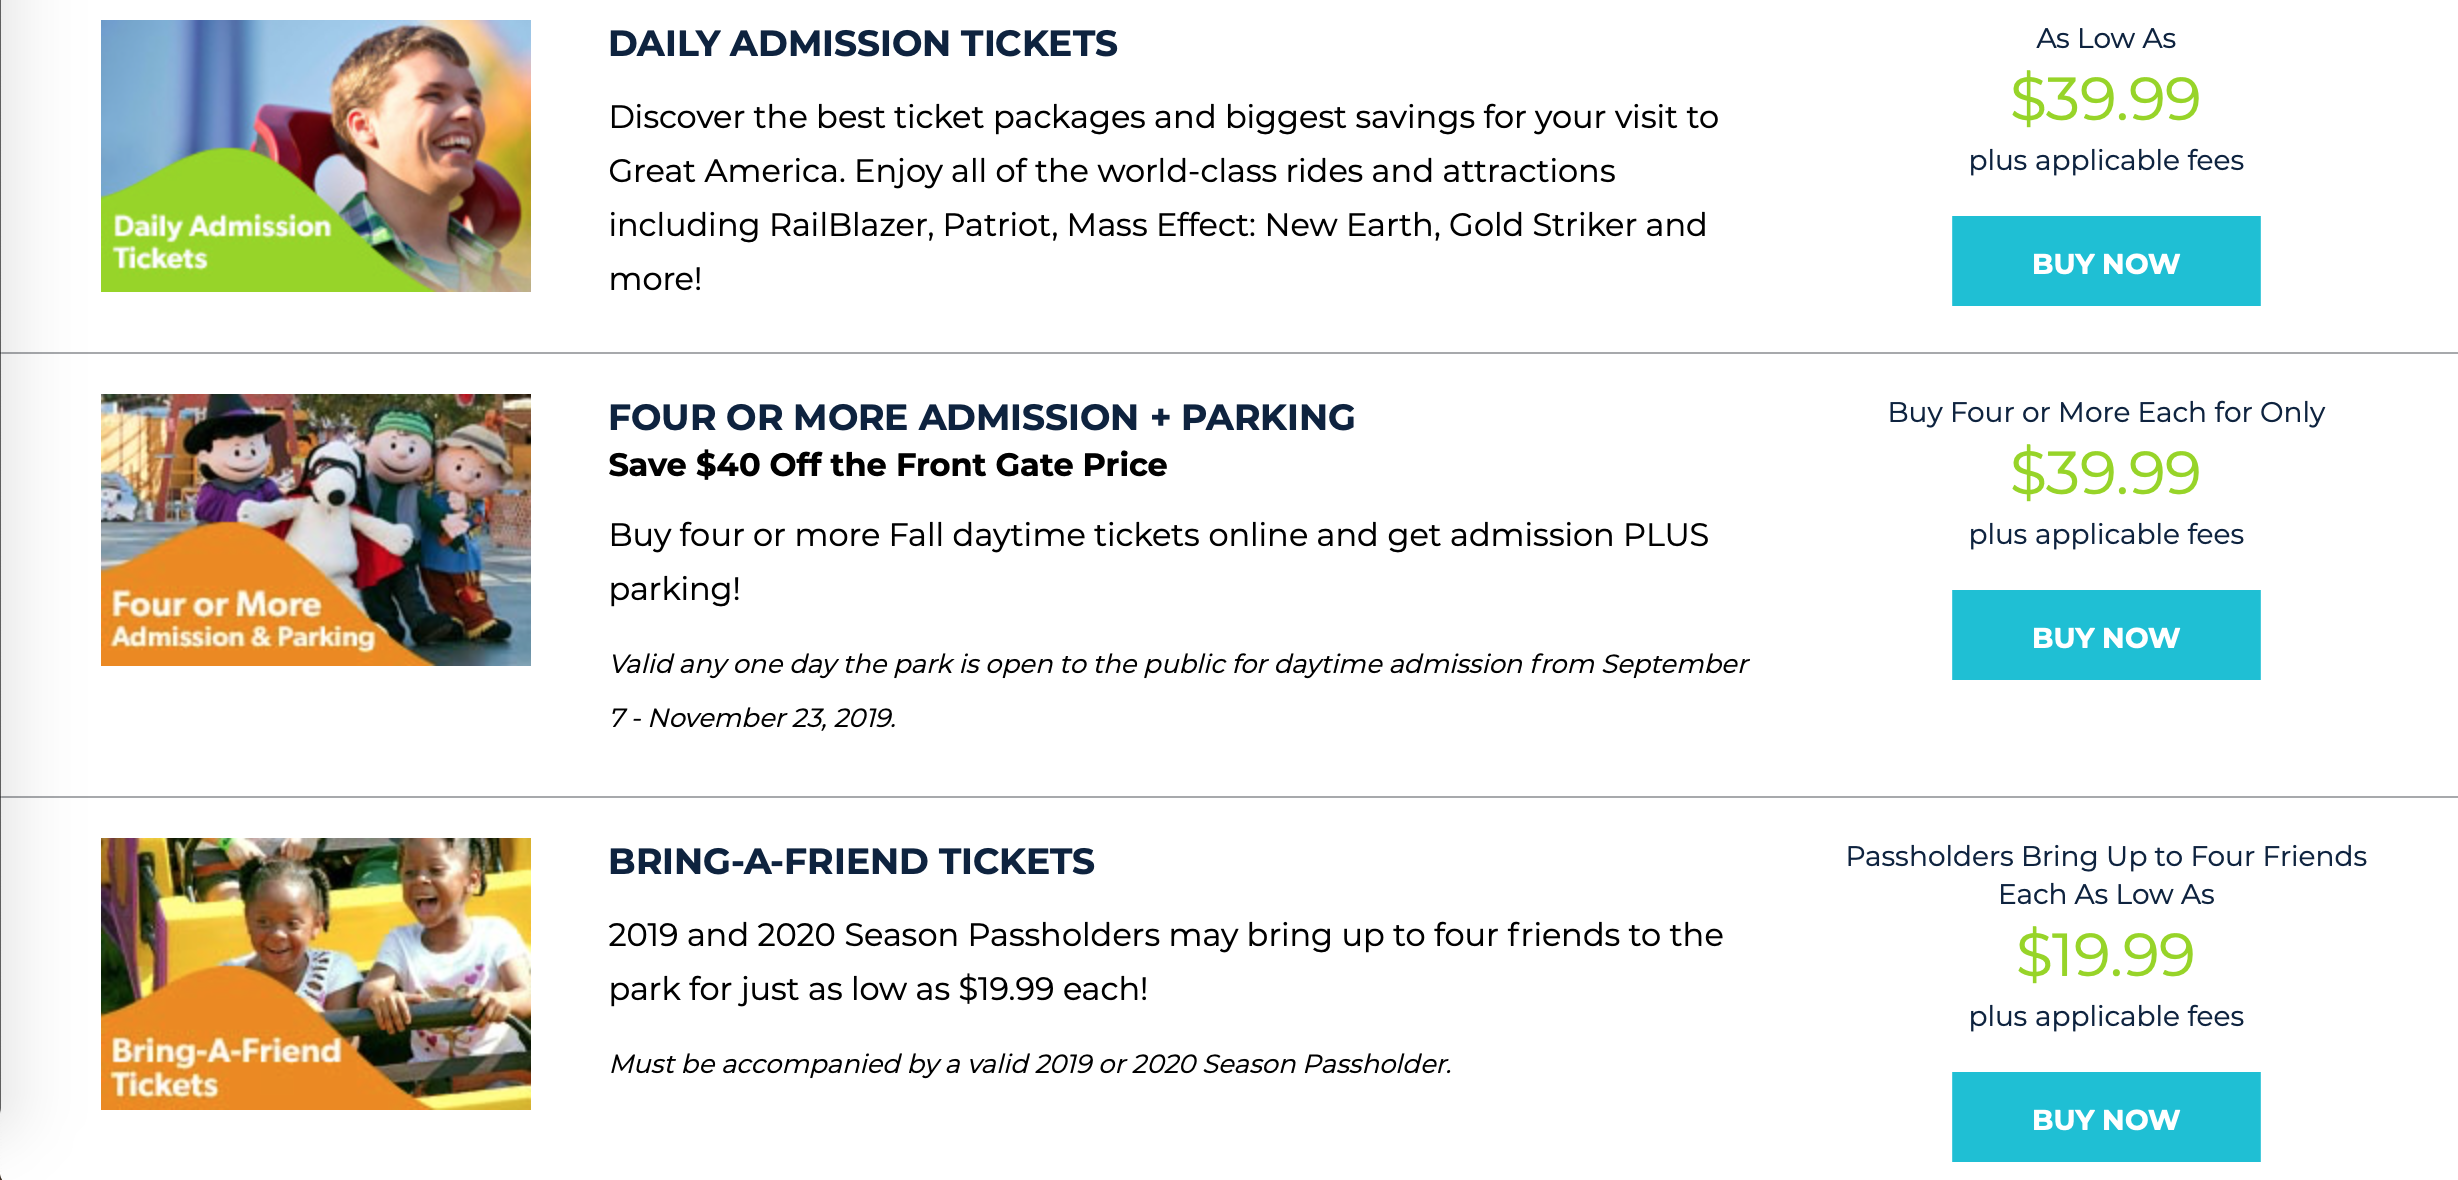 Daily Admission
Tickets
DAILY ADMISSION TICKETS
Discover the best ticket packages and biggest savings for your visit to
Great America. Enjoy all of the world-class rides and attractions
including RailBlazer, Patriot, Mass Effect: New Earth, Gold Striker and
more!
As Low As
$39.99
plus applicable fees
BUY NOW
Four or More
Admission & Parking
FOUR OR MORE ADMISSION + PARKING
Save $40 Off the Front Gate Price
Buy four or more Fall daytime tickets online and get admission PLUS
parking!
Valid any one day the park is open to the public for daytime admission from September
7 - November 23, 2019.
Buy Four or More Each for Only
$39.99
plus applicable fees
BUY NOW
Bring-A-Friend
Tickets
BRING-A-FRIEND TICKETS
2019 and 2020 Season Passholders may bring up to four friends to the
park for just as low as $19.99 each!
Must be accompanied by a valid 2019 or 2020 Season Passholder.
Passholders Bring Up to Four Friends
Each As Low As
$19.99
plus applicable fees
BUY NOW